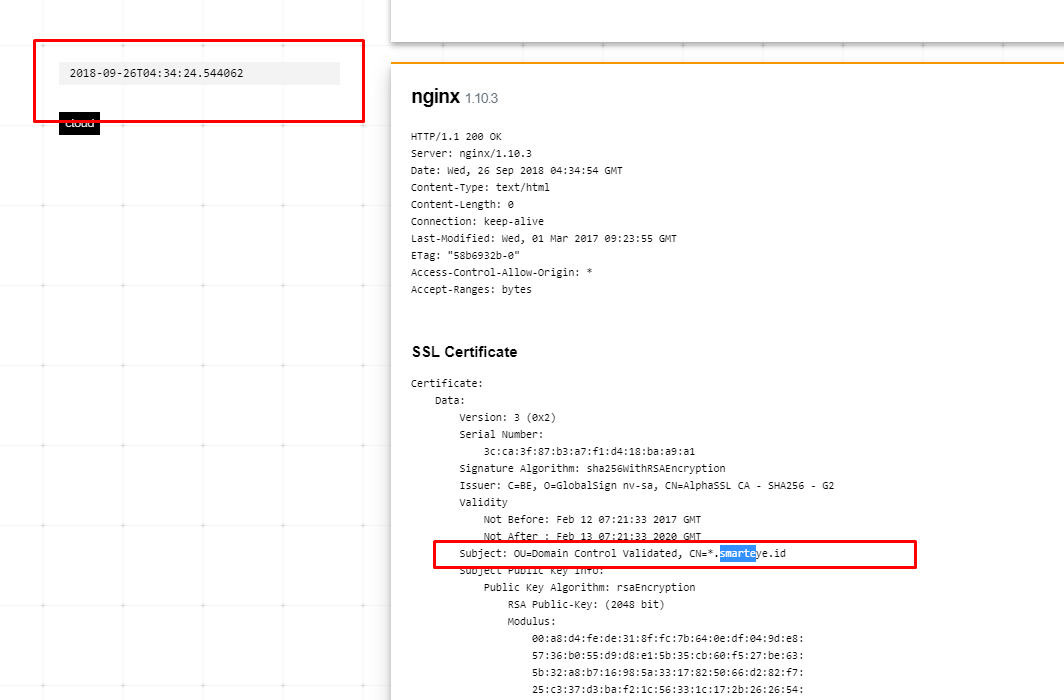 2018-09-26T04:34:24.544062
cloud
nginx 1.10.3
HTTP/1.1 200 OK
Server: nginx/1.10.3
Date: Wed, 26 Sep 2018 04:34:54 GMT
Content-Type: text/html
Content-Length: 0
Connection: keep-alive
Last-Modified: Wed, 01 Mar 2017 09:23:55 GMT
ETag: "58b6932b-0"
Access-Control-Allow-Origin: *
Accept-Ranges: bytes
SSL Certificate
Certificate:
Data:
Version: 3 (0x2)
Serial Number:
3c:ca:3f:87:b3:a7:f1:d4:18:ba:a9:a1
Signature Algorithm: sha256WithRSAEncryption
Issuer: C=BE, O=GlobalSign nv-sa, CN=AlphaSSL CA - SHA256 - G2
Validity
Not Before: Feb 12 07:21:33 2017 GMT
Not After : Feb 13 07:21:33 2020 GMT
Subject: OU=Domain Control Validated, CN=*.smarteye.id
Subject Public Key Info:
Public Key Algorithm: rsaEncryption
RSA Public-Key: (2048 bit)
Modulus:
00:a8:d4:fe:de:31:8f:fc:7b:64:0e:df:04:9d:e8:
57:36:b0:55:d9:d8:e1:5b:35:cb:60:f5:27:be:63:
5b:32:a8:b7:16:98:5a:33:17:82:50:66:d2:82:f7:
25:c3:37:d3:ba:f2:1c:56:33:1c:17:2b:26:26:54: